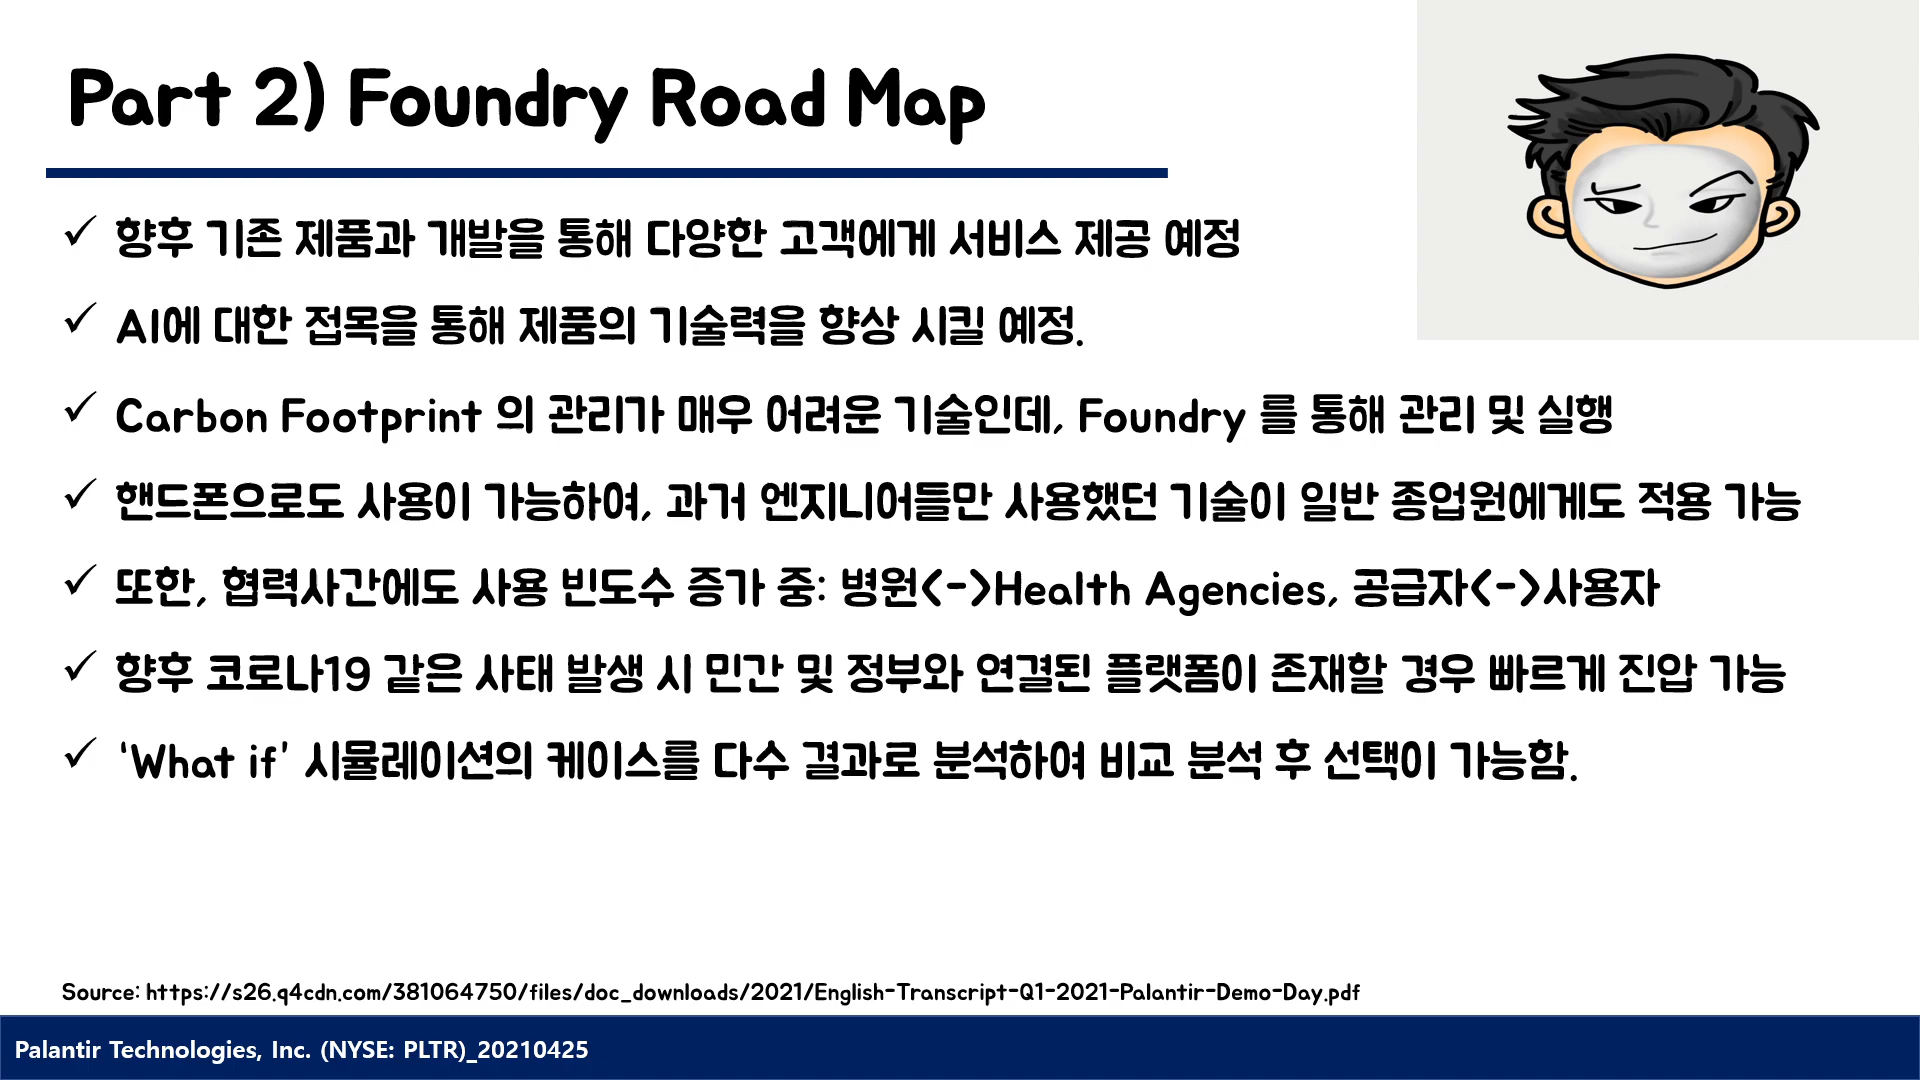 Part 2) Foundry Road Map
✓ 향후 기존 제품과 개발을 통해 다양한 고객에게 서비스 제공 예정
✓ AI에 대한 접목을 통해 제품의 기술력을 향상 시킬 예정.
✓ Carbon Footprint 의 관리가 매우 어려운 기술인데, Foundry 를 통해 관리 및 실행
✓ 핸드폰으로도 사용이 가능하여, 과거 엔지니어들만 사용했던 기술이 일반 종업원에게도 적용 가능
✓ 또한, 협력사간에도 사용 빈도수 증가 중: 병원<->Health Agencies, 공급자<->사용자
✓ 향후 코로나19 같은 사태 발생 시 민간 및 정부와 연결된 플랫폼이 존재할 경우 빠르게 진압 가능
✓ ‘What if’ 시뮬레이션의 케이스를 다수 결과로 분석하여 비교 분석 후 선택이 가능함.
Source: https://s26.q4cdn.com/381064750/files/doc_downloads/2021/English-Transcript-Q1-2021-Palantir-Demo-Day.pdf
Palantir Technologies, Inc. (NYSE: PLTR)_20210425